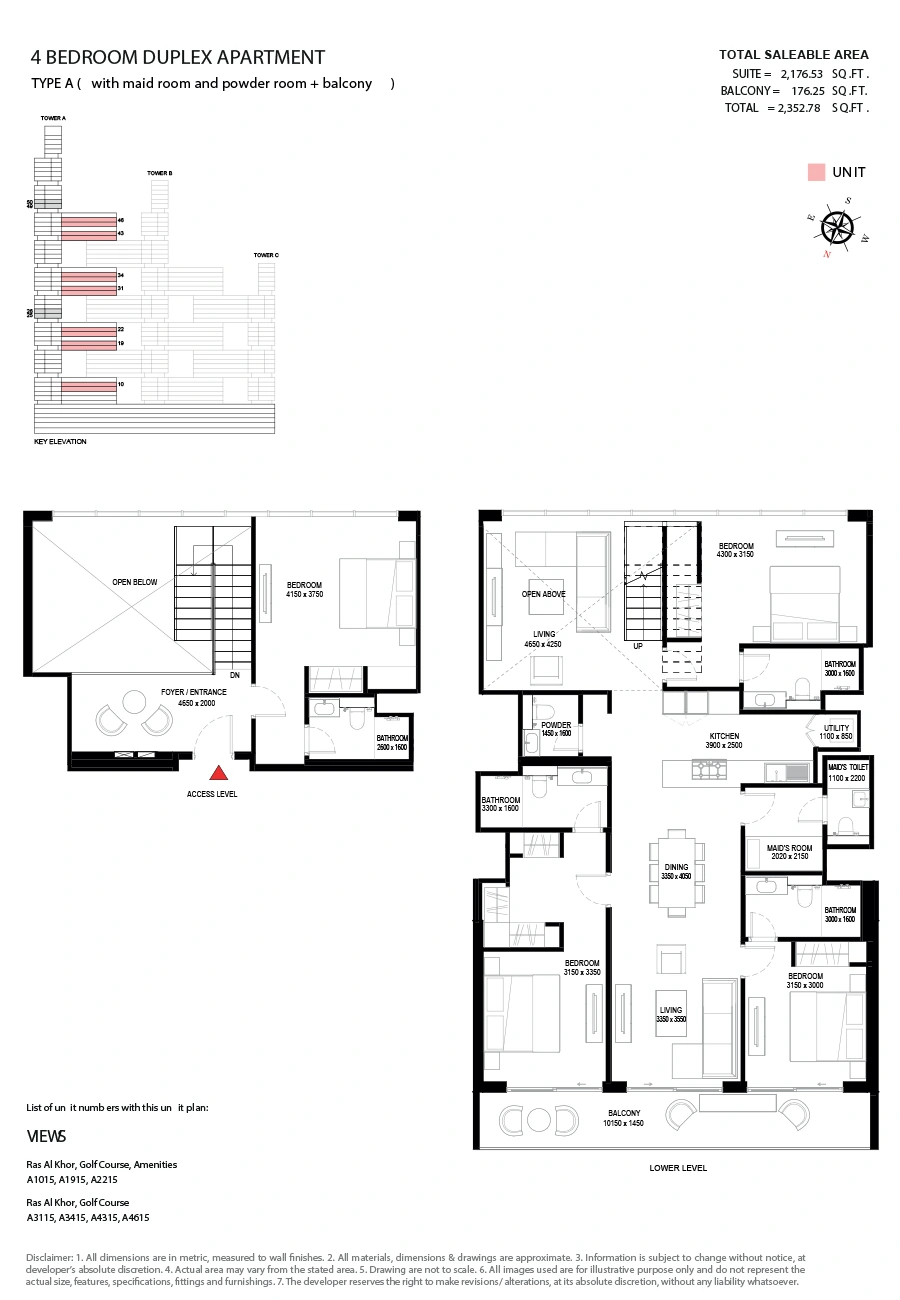 4 BEDROOM DUPLEX APARTMENT
TYPE A ( with maid room and powder room + balcony )
TOTAL SALEABLE AREA
SUITE = 2,176.53 SQ.FT.
BALCONY = 176.25 SQ.FT.
TOTAL = 2,352.78 SQ.FT.
UNIT
S
E
W
N
TOWER A
TOWER B
TOWER C
46
43
34
31
22
19
10
KEY ELEVATION
OPEN BELOW
BEDROOM
4150 x 3750
DN
FOYER / ENTRANCE
4650 x 2000
BATHROOM
2600 x 1600
ACCESS LEVEL
BEDROOM
4300 x 3150
OPEN ABOVE
LIVING
4650 x 4250
UP
BATHROOM
3000 x 1600
POWDER
1450 x 1600
KITCHEN
3900 x 2500
UTILITY
1100 x 850
MAID'S TOILET
1100 x 2200
BATHROOM
3300 x 1600
MAID'S ROOM
2020 x 2150
DINING
3350 x 4050
BATHROOM
3000 x 1600
BEDROOM
3150 x 3350
BEDROOM
3150 x 3000
LIVING
3350 x 3550
BALCONY
10150 x 1450
LOWER LEVEL
List of un it numbers with this un it plan:
VIEWS
Ras Al Khor, Golf Course, Amenities
A1015, A1915, A2215
Ras Al Khor, Golf Course
A3115, A3415, A4315, A4615
Disclaimer: 1. All dimensions are in metric, measured to wall finishes. 2. All materials, dimensions & drawings are approximate. 3. Information is subject to change without notice, at
developer's absolute discretion. 4. Actual area may vary from the stated area. 5. Drawing are not to scale. 6. All images used are for illustrative purpose only and do not represent the
actual size, features, specifications, fittings and furnishings. 7. The developer reserves the right to make revisions/ alterations, at its absolute discretion, without any liability whatsoever.